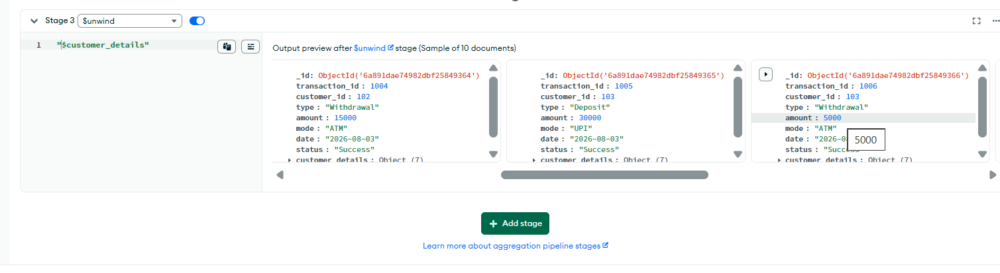 Stage 3 $unwind
1 "$customer_details"
Output preview after $unwind stage (Sample of 10 documents)
_id: ObjectId('6a891dae74982dbf25849364')
transaction_id : 1004
customer_id : 102
type : "Withdrawal"
amount : 15000
mode : "ATM"
date : "2026-08-03"
status : "Success"
customer_details : Object (7)
_id: ObjectId('6a891dae74982dbf25849365')
transaction_id : 1005
customer_id : 103
type : "Deposit"
amount : 30000
mode : "UPI"
date : "2026-08-03"
status : "Success"
customer_details : Object (7)
_id: ObjectId('6a891dae74982dbf25849366')
transaction_id : 1006
customer_id : 103
type : "Withdrawal"
amount : 5000
mode : "ATM"
date : "2026-0
5000
status : "Success"
customer_details : Object (7)
+ Add stage
Learn more about aggregation pipeline stages